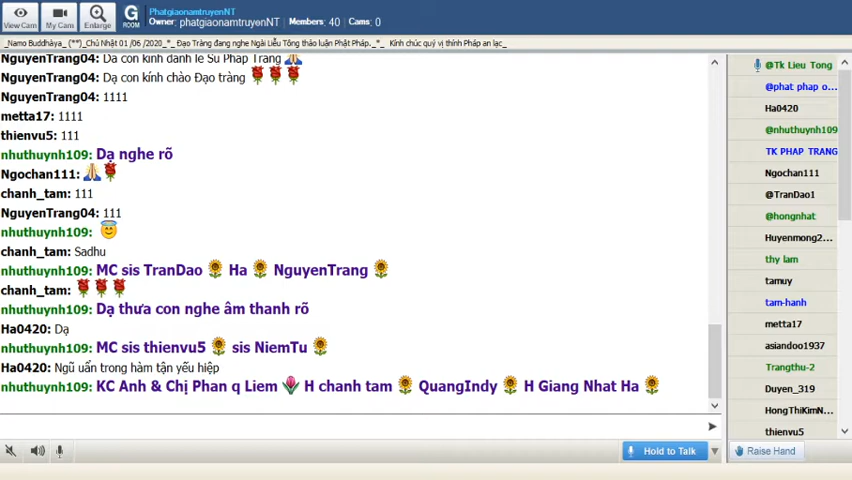 View Cam
My Cam
Enlarge
G
ROOM
PhatgiaonamtruyenNT
Owner: phatgiaonamtruyenNT | Members: 40 | Cams: 0
_Namo Buddhàya_ (**)_Chủ Nhật 01 /06 /2020_*_ Đạo Tràng đang nghe Ngài Liễu Tông thảo luận Phật Pháp._*_ Kính chúc quý vị thính Pháp an lạc_
NguyenTrang04: Dạ con kính đảnh lễ Sư Pháp Trang 🙏
NguyenTrang04: Dạ con kính chào Đạo tràng 🌹🌹🌹
NguyenTrang04: 1111
metta17: 1111
thienvu5: 111
nhuthuynh109: Dạ nghe rõ
Ngochan111: 🙏🌹
chanh_tam: 111
NguyenTrang04: 111
nhuthuynh109: 😇
chanh_tam: Sadhu
nhuthuynh109: MC sis TranDao 🌻 Ha 🌻 NguyenTrang 🌻
chanh_tam: 🌹🌹🌹
nhuthuynh109: Dạ thưa con nghe âm thanh rõ
Ha0420: Dạ
nhuthuynh109: MC sis thienvu5 🌻 sis NiemTu 🌻
Ha0420: Ngũ uẩn trong hàm tận yếu hiệp
nhuthuynh109: KC Anh & Chị Phan q Liem 🌷 H chanh tam 🌻 QuangIndy 🌻 H Giang Nhat Ha 🌻
@Tk Lieu Tong
@phat phap o...
Ha0420
@nhuthuynh109
TK PHAP TRANG
Ngochan111
@TranDao1
@hongnhat
Huyenmong2...
thy lam
tamuy
tam-hanh
metta17
asiandoo1937
Trangthu-2
Duyen_319
HongThiKimN...
thienvu5
Hold to Talk
Raise Hand